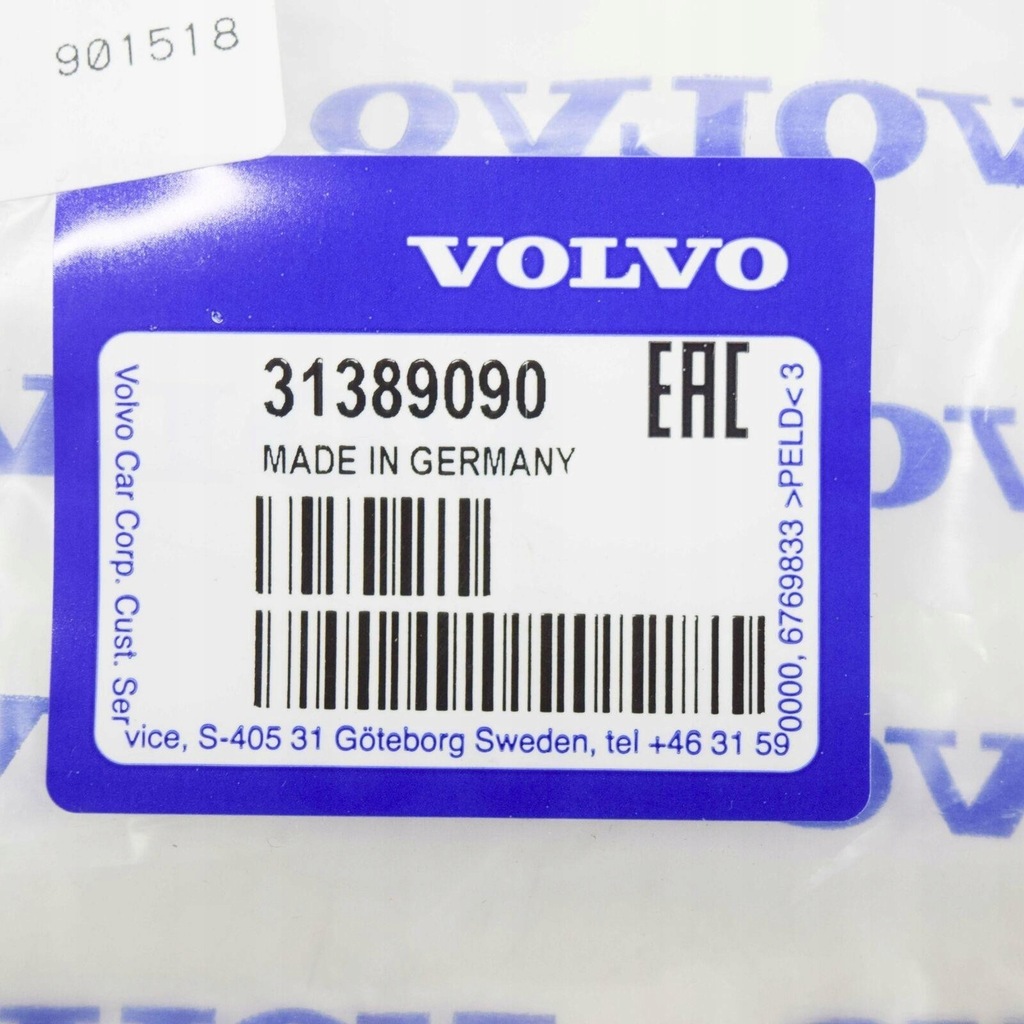 901518
VOLVO
VOLVO
31389090
EAC
MADE IN GERMANY
Volvo Car Corp. Cust. Ser
vice, S-405 31 Göteborg Sweden, tel +46 31 59
0000, 6769833 >PELD< 3